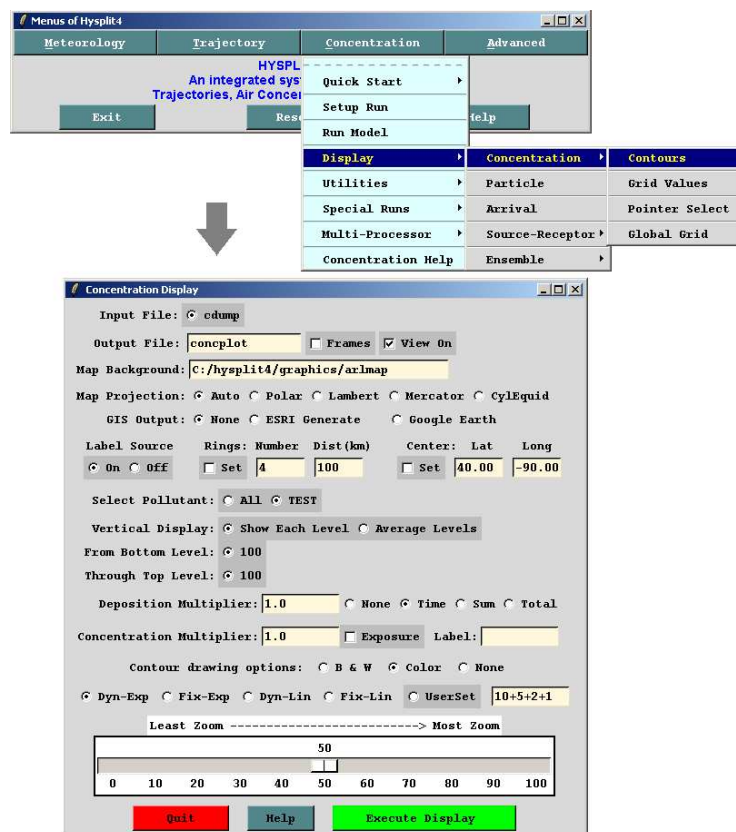 Menus of Hysplit4
Meteorology Trajectory Concentration Advanced
HYSPL
An integrated sys
Trajectories, Air Concen
Exit Rese Help
Quick Start
Setup Run
Run Model
Display Concentration Contours
Utilities Particle Grid Values
Special Runs Arrival Pointer Select
Multi-Processor Source-Receptor Global Grid
Concentration Help Ensemble
Concentration Display
Input File: cdump
Output File: concplot Frames View On
Map Background: C:/hysplit4/graphics/arlmap
Map Projection: Auto Polar Lambert Mercator CylEquid
GIS Output: None ESRI Generate Google Earth
Label Source Rings: Number Dist(km) Center: Lat Long
On Off Set 4 100 Set 40.00 -90.00
Select Pollutant: All TEST
Vertical Display: Show Each Level Average Levels
From Bottom Level: 100
Through Top Level: 100
Deposition Multiplier: 1.0 None Time Sum Total
Concentration Multiplier: 1.0 Exposure Label:
Contour drawing options: B & W Color None
Dyn-Exp Fix-Exp Dyn-Lin Fix-Lin UserSet 10+5+2+1
Least Zoom ---------------------------> Most Zoom
50
0 10 20 30 40 50 60 70 80 90 100
Quit Help Execute Display